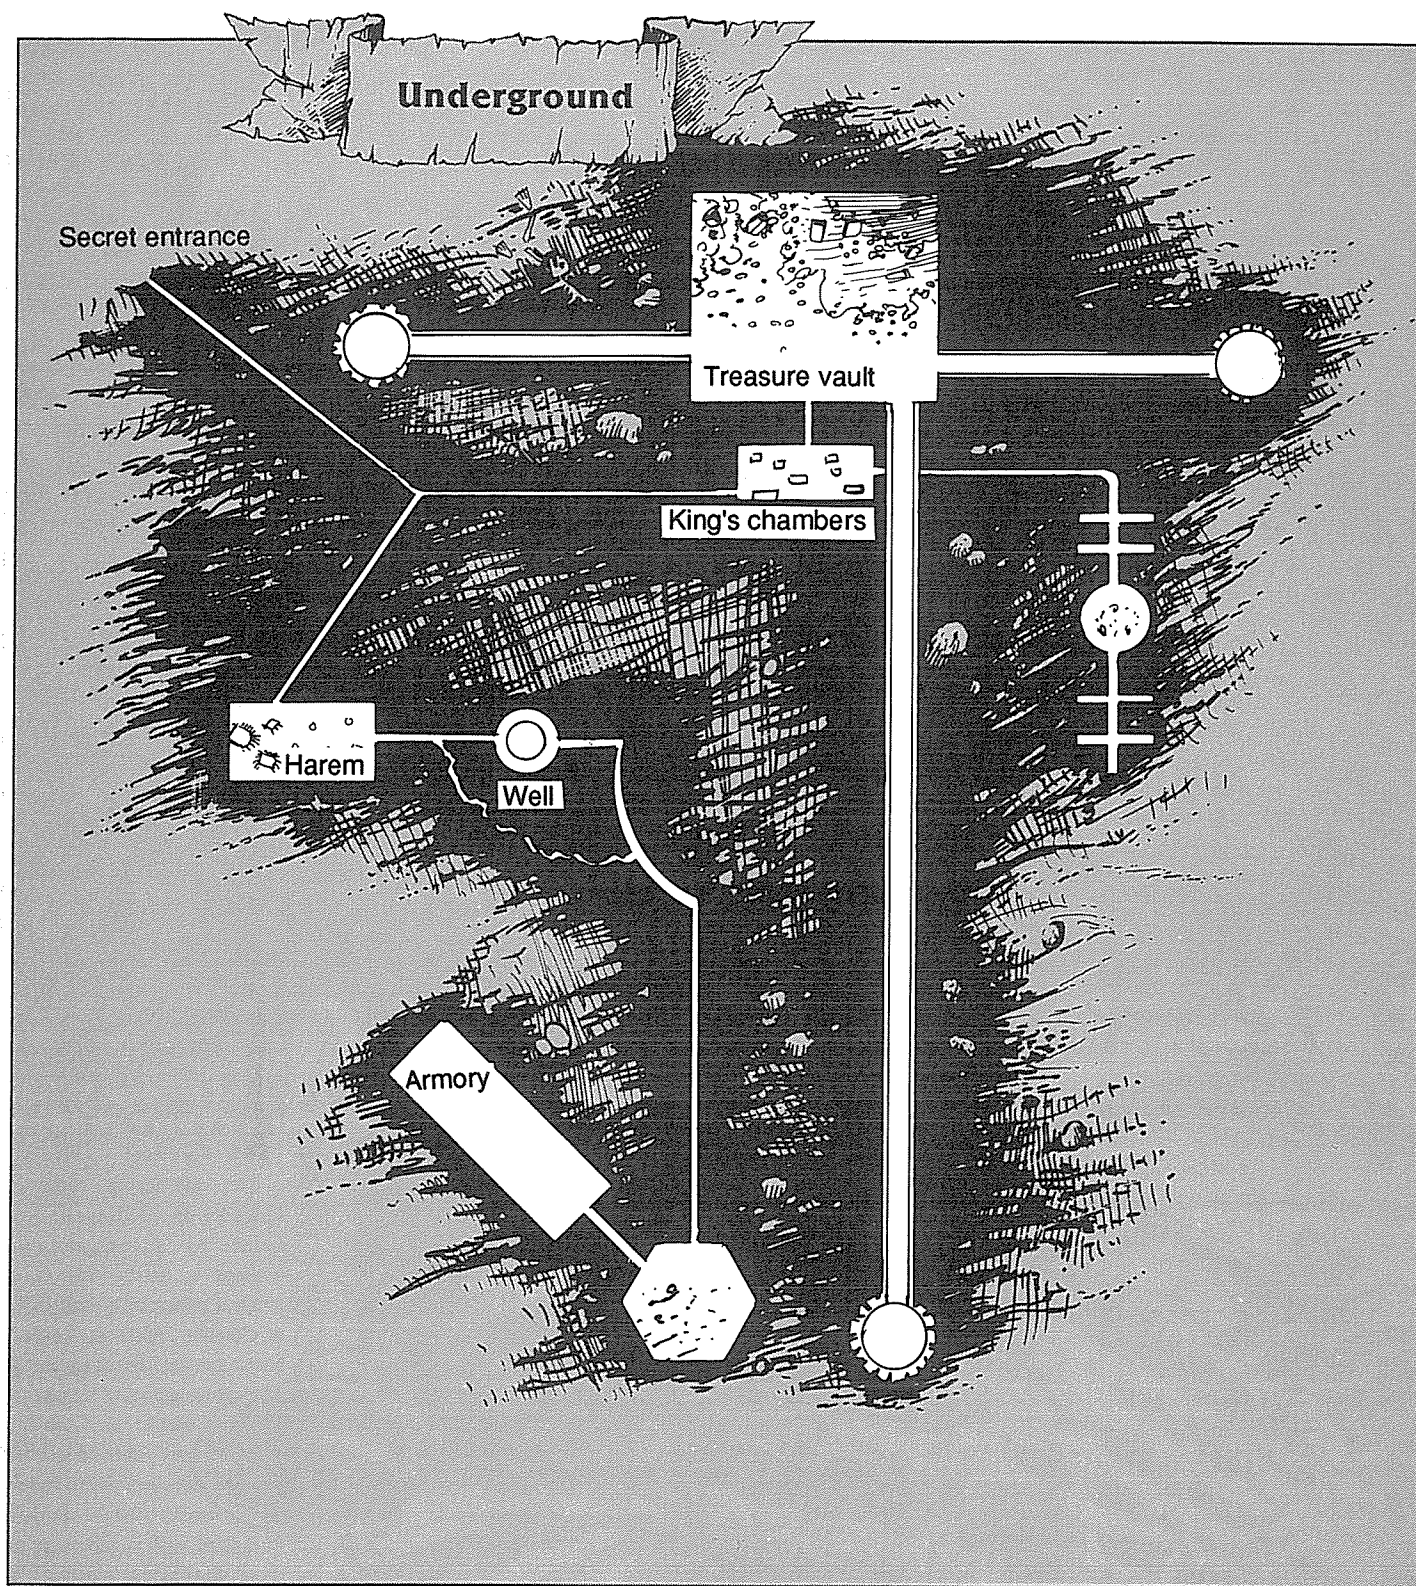 Underground
Secret entrance
Treasure vault
King's chambers
Harem
Well
Armory